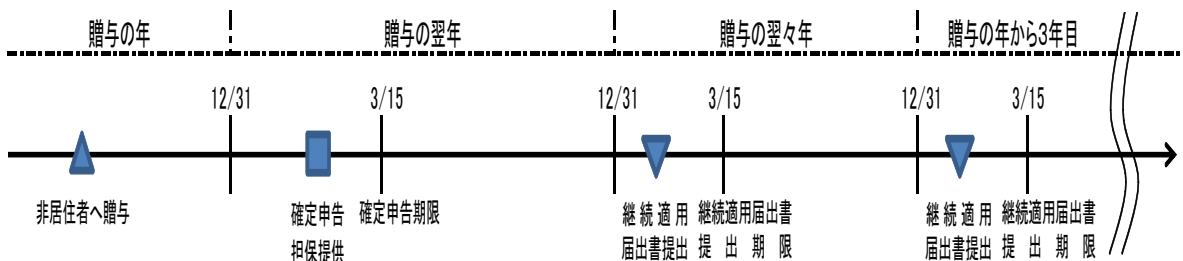 贈与の年 贈与の翌年 贈与の翌々年 贈与の年から3年目
12/31 3/15 12/31 3/15 12/31 3/15
非居住者へ贈与 確定申告 確定申告期限 継続適用 継続適用届出書 継続適用 継続適用届出書
担保提供 届出書提出 提出期限 届出書提出 提出期限